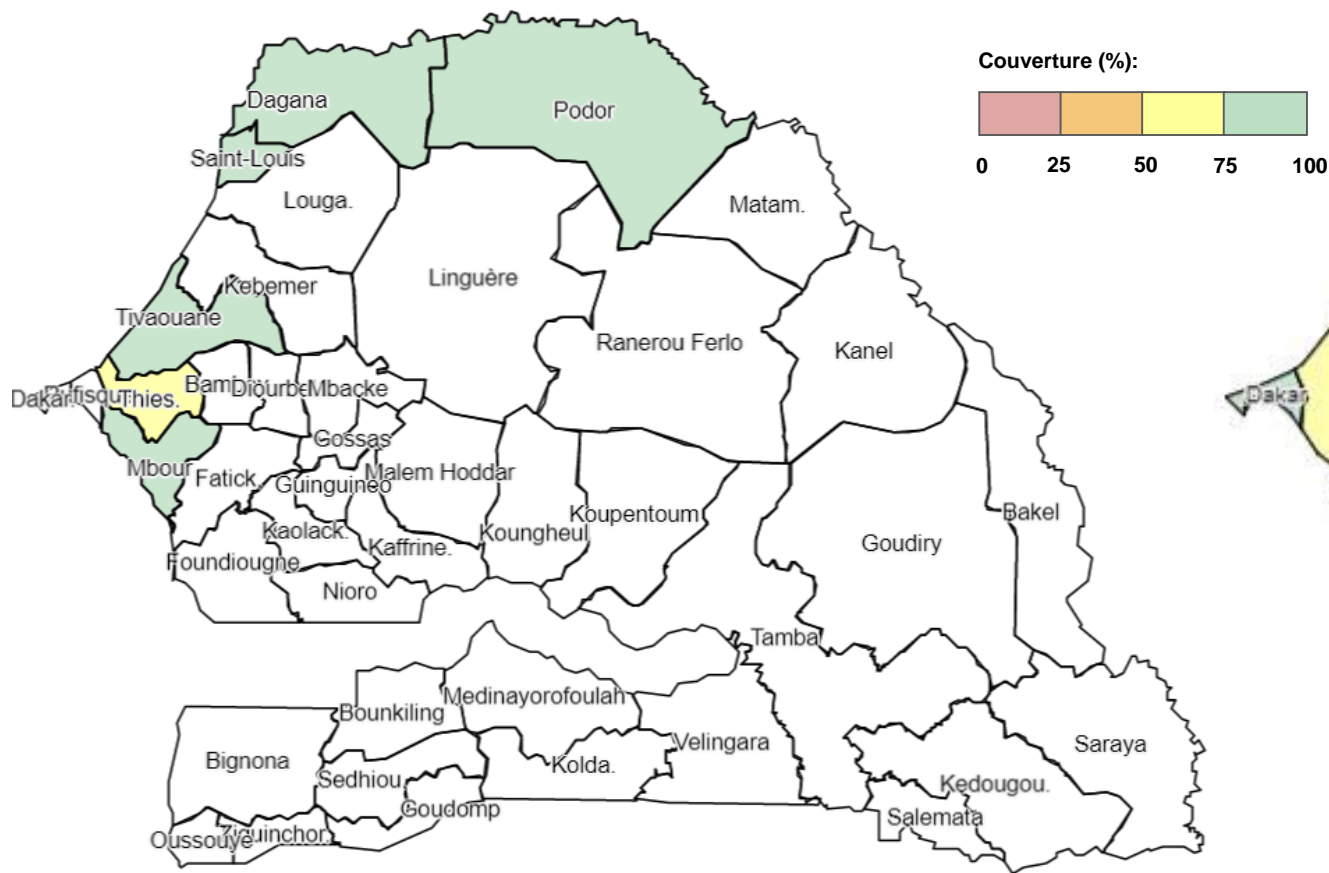 Couverture (%):
0 25 50 75 100
Dagana
Podor
Saint-Louis
Louga.
Matam.
Linguère
Kebemer
Tivaouane
Ranerou Ferlo
Kanel
Mbacke
Dakar.
Thies.
Dakar
Gossas
Mbour
Fatick
Malem Hoddar
Guinguineo
Koungheul
Koupentoum
Bakel
Kaolack.
Kaffrine.
Goudiry
Foundiougne
Nioro
Tamba
Medinayorofoulah
Bounkiling
Velingara
Saraya
Bignona
Kolda.
Sedhiou.
Kedougou.
Goudomp
Salemata
Oussouye
Ziguinchor.